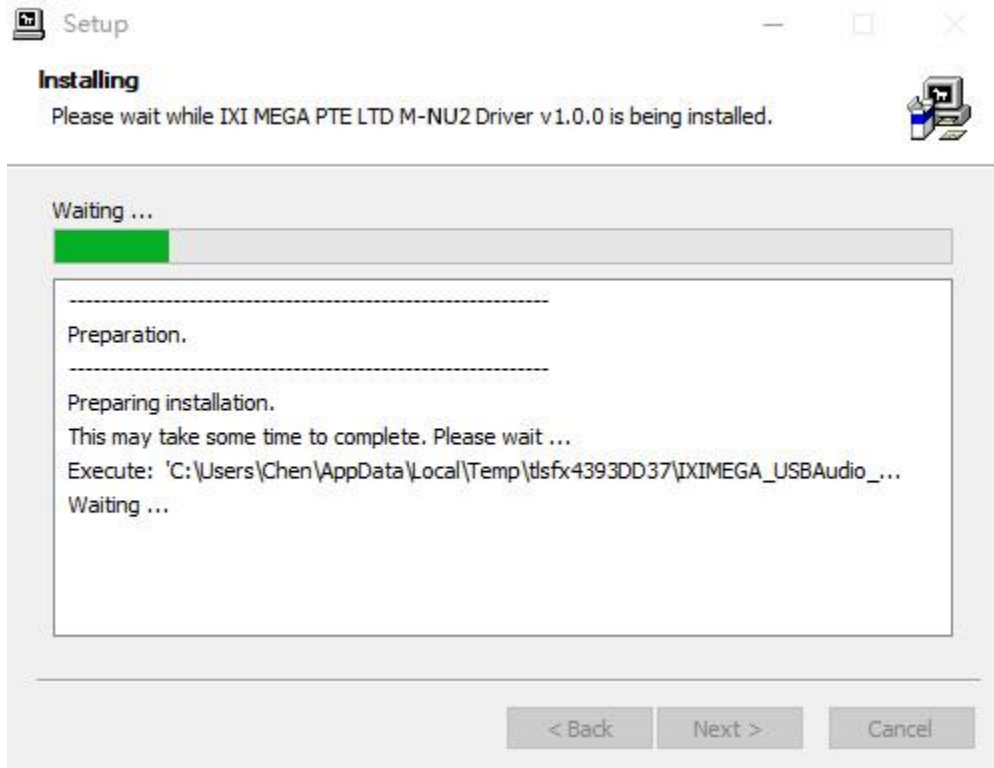 Setup
Installing
Please wait while IXI MEGA PTE LTD M-NU2 Driver v1.0.0 is being installed.
Waiting ...
------------------------------------------------------------
Preparation.
------------------------------------------------------------
Preparing installation.
This may take some time to complete. Please wait ...
Execute: 'C:\Users\Chen\AppData\Local\Temp\tlsfx4393DD37\IXIMEGA_USBAudio_...
Waiting ...
< Back
Next >
Cancel